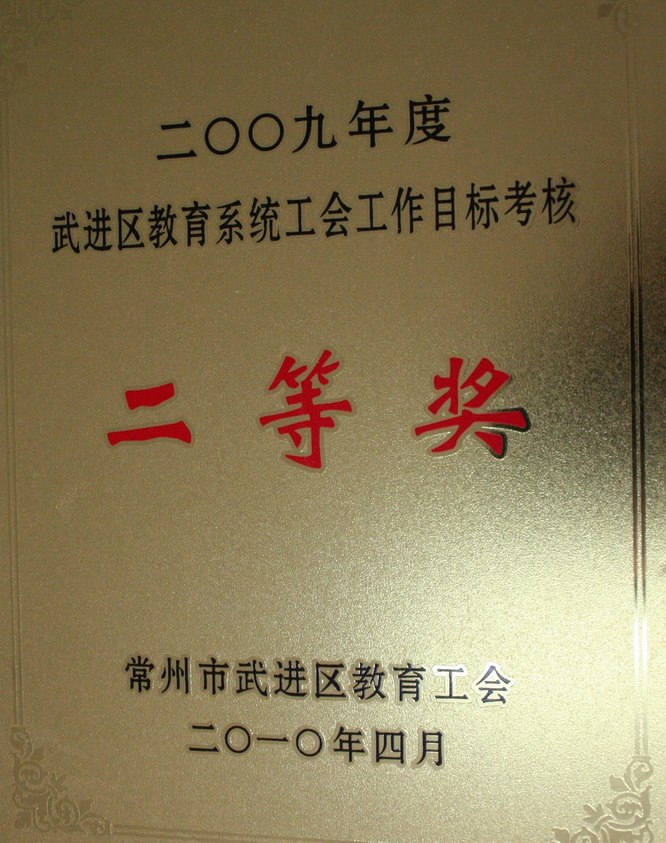 二〇〇九年度
武进区教育系统工会工作目标考核
二等奖
常州市武进区教育工会
二〇一〇年四月